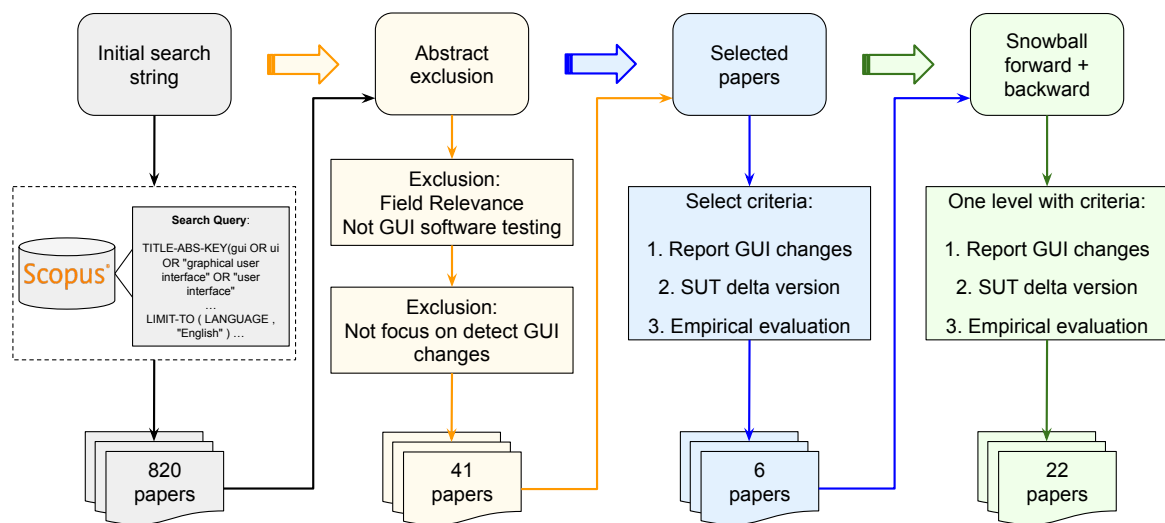 Initial search
string
Scopus
Search Query:
TITLE-ABS-KEY(gui OR ui
OR "graphical user
interface" OR "user
interface"
...
LIMIT-TO ( LANGUAGE ,
"English" ) ...
820
papers
Abstract
exclusion
Exclusion:
Field Relevance
Not GUI software testing
Exclusion:
Not focus on detect GUI
changes
41
papers
Selected
papers
Select criteria:
1. Report GUI changes
2. SUT delta version
3. Empirical evaluation
6
papers
Snowball
forward +
backward
One level with criteria:
1. Report GUI changes
2. SUT delta version
3. Empirical evaluation
22
papers